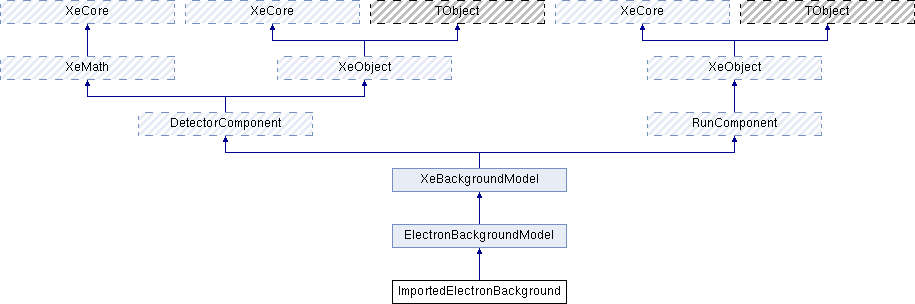 XeCore
XeCore
TObject
XeCore
TObject
XeMath
XeObject
XeObject
DetectorComponent
RunComponent
XeBackgroundModel
ElectronBackgroundModel
ImportedElectronBackground